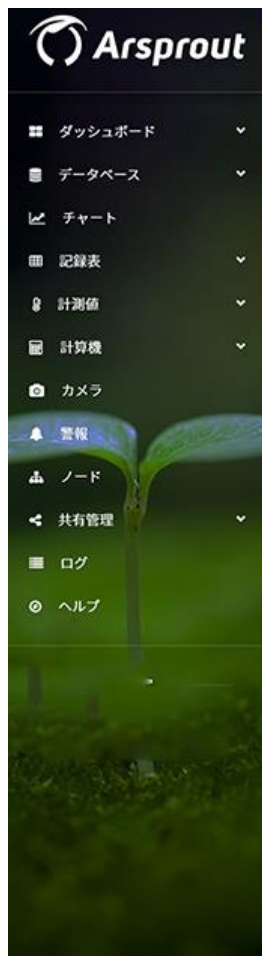 Arsprout
ダッシュボード
データベース
チャート
記録表
計測値
計算機
カメラ
警報
ノード
共有管理
ログ
ヘルプ